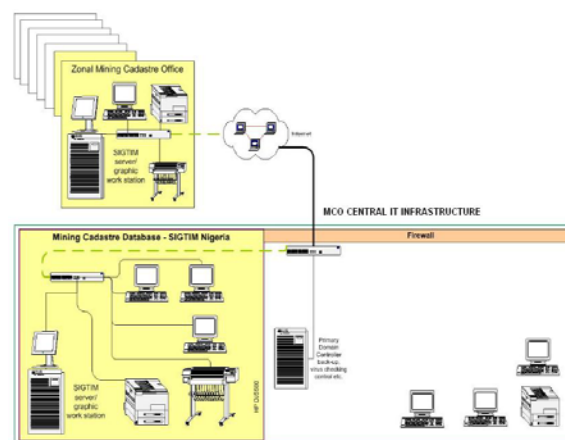 Zonal Mining Cadastre Office
SIGTIM
server/
graphic
work station
Internet
MCO CENTRAL IT INFRASTRUCTURE
Mining Cadastre Database - SIGTIM Nigeria
Firewall
SIGTIM
server/
graphic
work station
Primary
Domain
Controller
back-up,
virus checking
control etc.